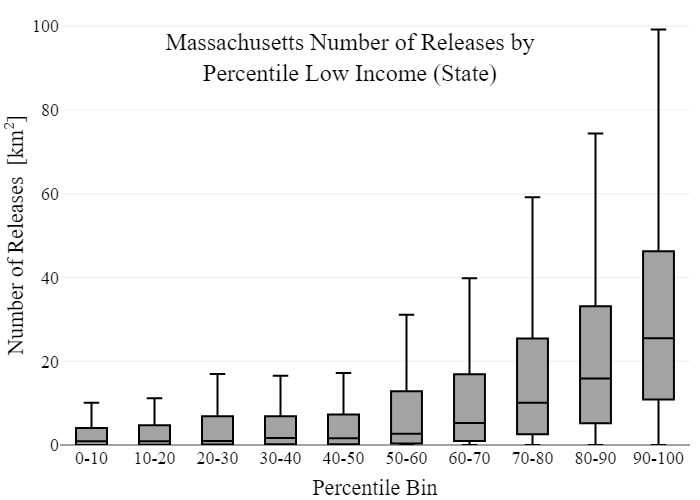 Massachusetts Number of Releases by
Percentile Low Income (State)
Number of Releases [km²]
100
80
60
40
20
0
0-10 10-20 20-30 30-40 40-50 50-60 60-70 70-80 80-90 90-100
Percentile Bin